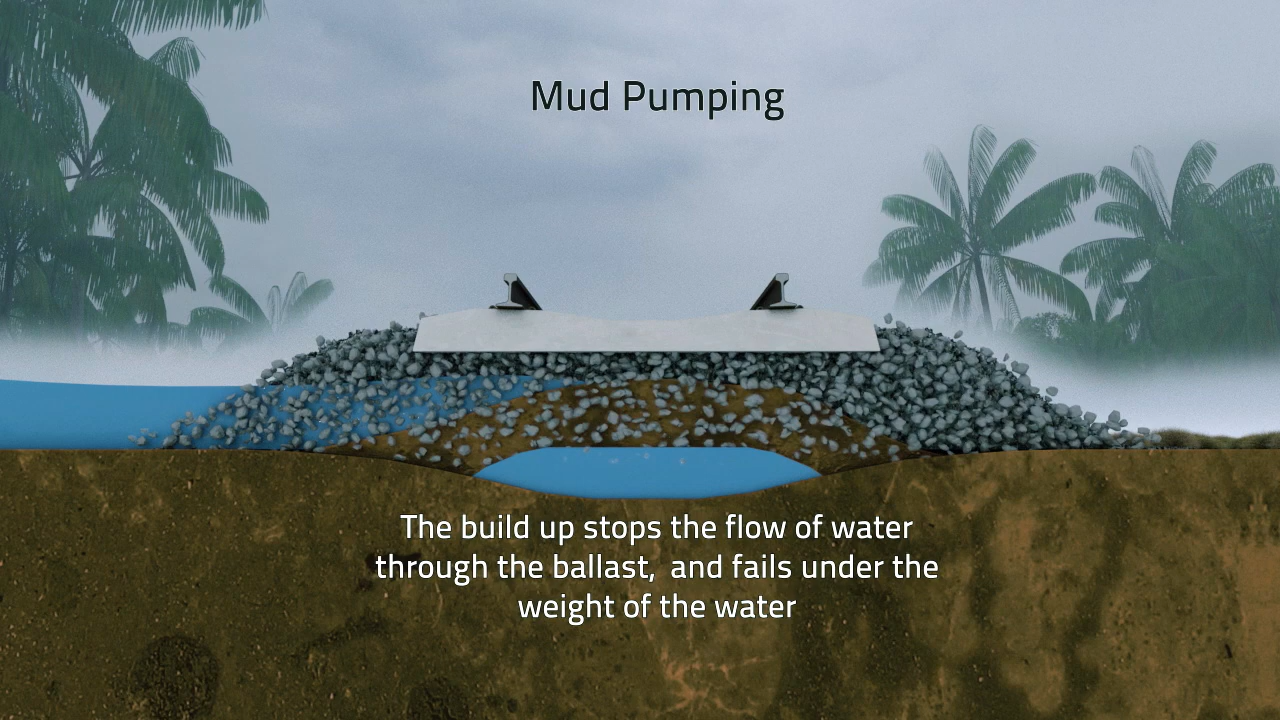 Mud Pumping
The build up stops the flow of water
through the ballast, and fails under the
weight of the water